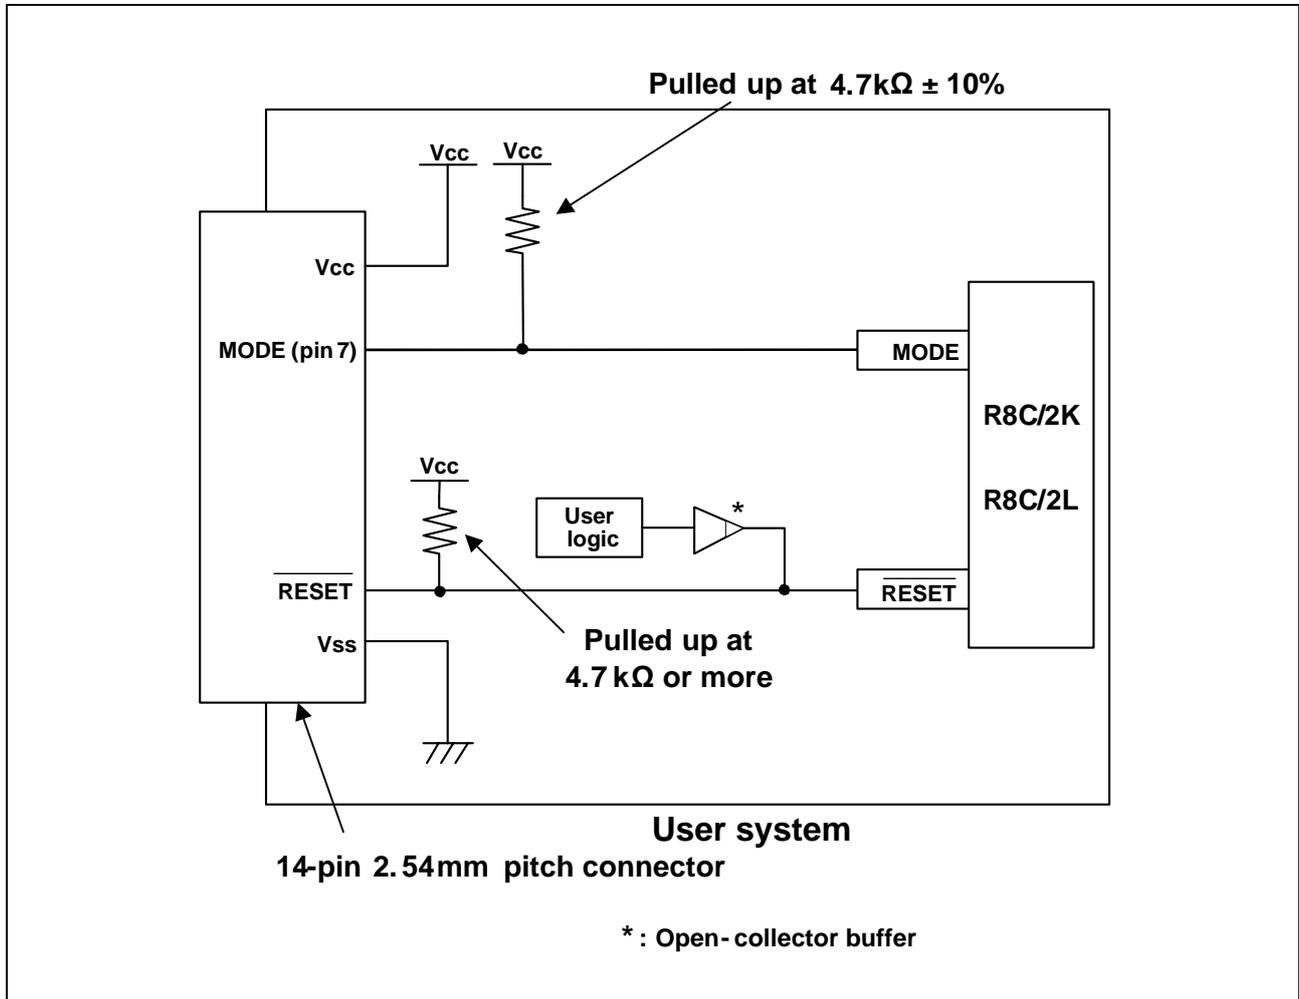 Pulled up at 4.7kΩ ± 10%
Vcc
Vcc
Vcc
MODE (pin 7)
MODE
R8C/2K
Vcc
R8C/2L
User
logic
*
RESET
RESET
Vss
Pulled up at
4.7 kΩ or more
User system
14-pin 2.54mm pitch connector
* : Open-collector buffer